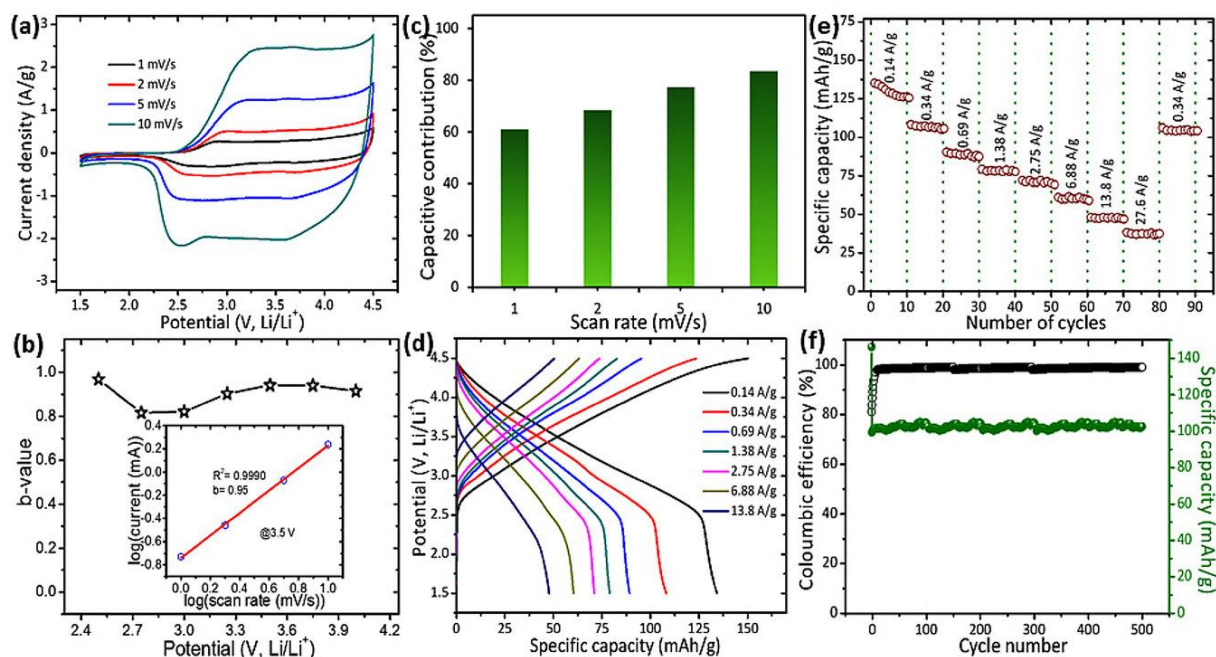 (a)
Current density (A/g)
3
2
1
0
-1
-2
-3
1 mV/s
2 mV/s
5 mV/s
10 mV/s
1.5 2.0 2.5 3.0 3.5 4.0 4.5
Potential (V, Li/Li+)
(c)
Capacitive contribution (%)
100
80
60
40
20
0
1 2 5 10
Scan rate (mV/s)
(e)
Specific capacity (mAh/g)
175
150
125
100
75
50
25
0
0.14 A/g
0.34 A/g
0.69 A/g
1.38 A/g
2.75 A/g
6.88 A/g
13.8 A/g
27.6 A/g
0.34 A/g
0 10 20 30 40 50 60 70 80 90
Number of cycles
(b)
b-value
1.0
0.8
0.6
0.4
0.2
0.0
log(current (mA))
0.4
0.2
0.0
-0.2
-0.4
-0.6
-0.8
R2= 0.9990
b= 0.95
@3.5 V
0.0 0.2 0.4 0.6 0.8 1.0
log(scan rate (mV/s))
2.4 2.7 3.0 3.3 3.6 3.9 4.2
Potential (V, Li/Li+)
(d)
Potential (V, Li/Li+)
4.5
4.0
3.5
3.0
2.5
2.0
1.5
0.14 A/g
0.34 A/g
0.69 A/g
1.38 A/g
2.75 A/g
6.88 A/g
13.8 A/g
0 25 50 75 100 125 150
Specific capacity (mAh/g)
(f)
Coloumbic efficiency (%)
100
80
60
40
20
0
140
120
100
80
60
40
20
0
Specific capacity (mAh/g)
0 100 200 300 400 500
Cycle number